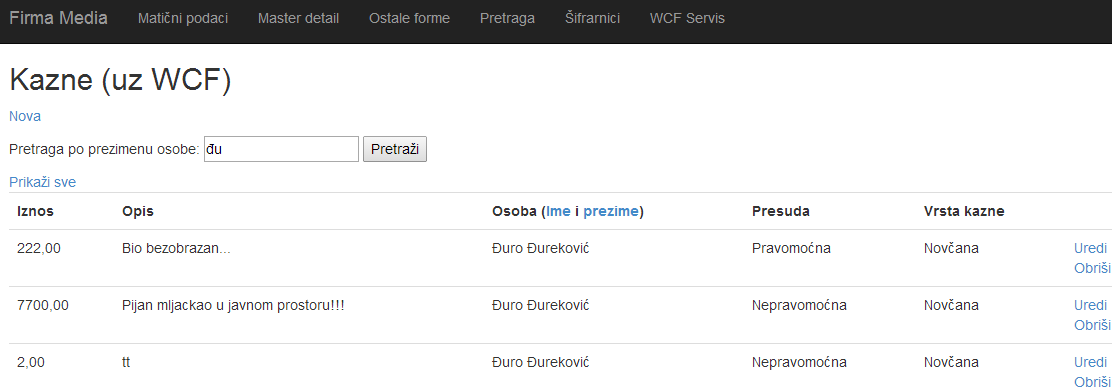 Firma Media Matični podaci Master detail Ostale forme Pretraga Šifrarnici WCF Servis
Kazne (uz WCF)
Nova
Pretraga po prezimenu osobe: đu Pretraži
Prikaži sve
Iznos Opis Osoba (Ime i prezime) Presuda Vrsta kazne
222,00 Bio bezobrazan... Đuro Đureković Pravomoćna Novčana Uredi
Obriši
7700,00 Pijan mljackao u javnom prostoru!!! Đuro Đureković Nepravomoćna Novčana Uredi
Obriši
2,00 tt Đuro Đureković Nepravomoćna Novčana Uredi
Obriši